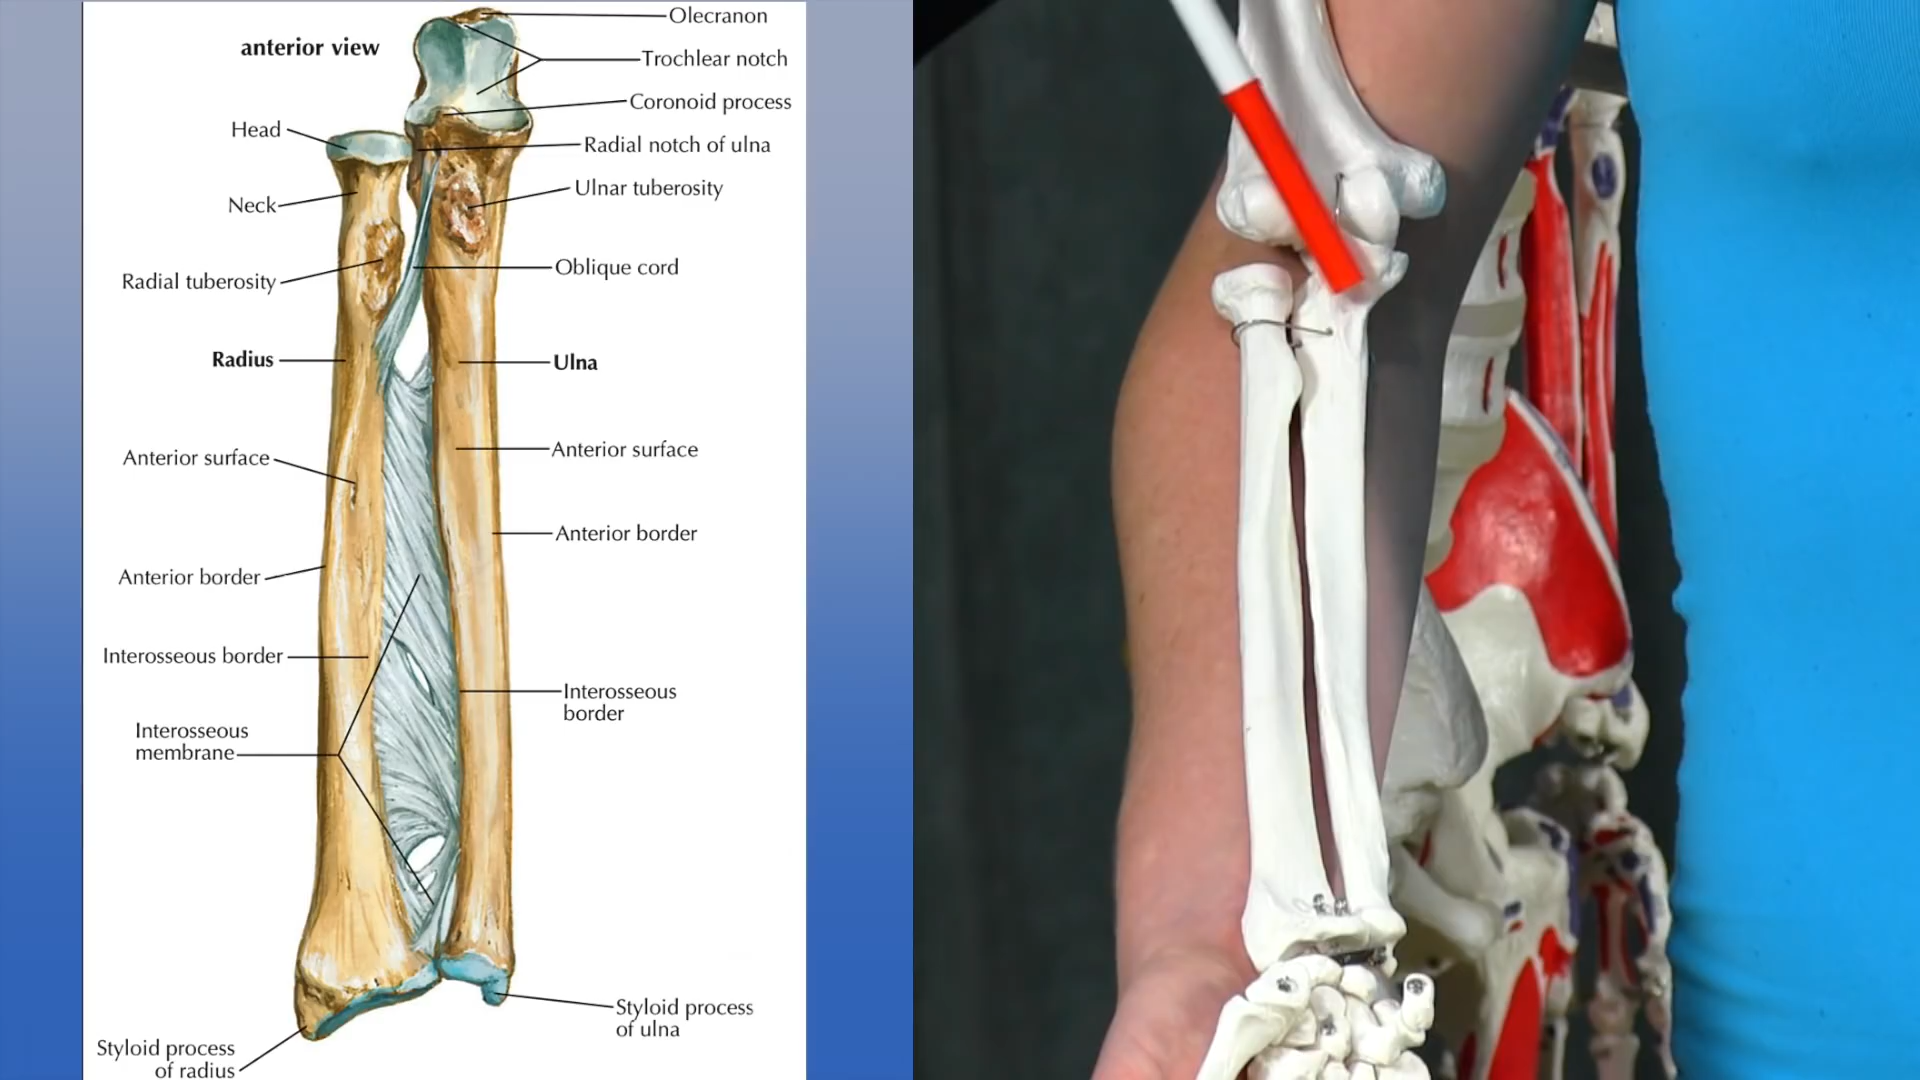 Olecranon
anterior view
Trochlear notch
Coronoid process
Head
Radial notch of ulna
Ulnar tuberosity
Neck
Oblique cord
Radial tuberosity
Radius
Ulna
Anterior surface
Anterior surface
Anterior border
Anterior border
Interosseous border
Interosseous
border
Interosseous
membrane
Styloid process
of ulna
Styloid process
of radius